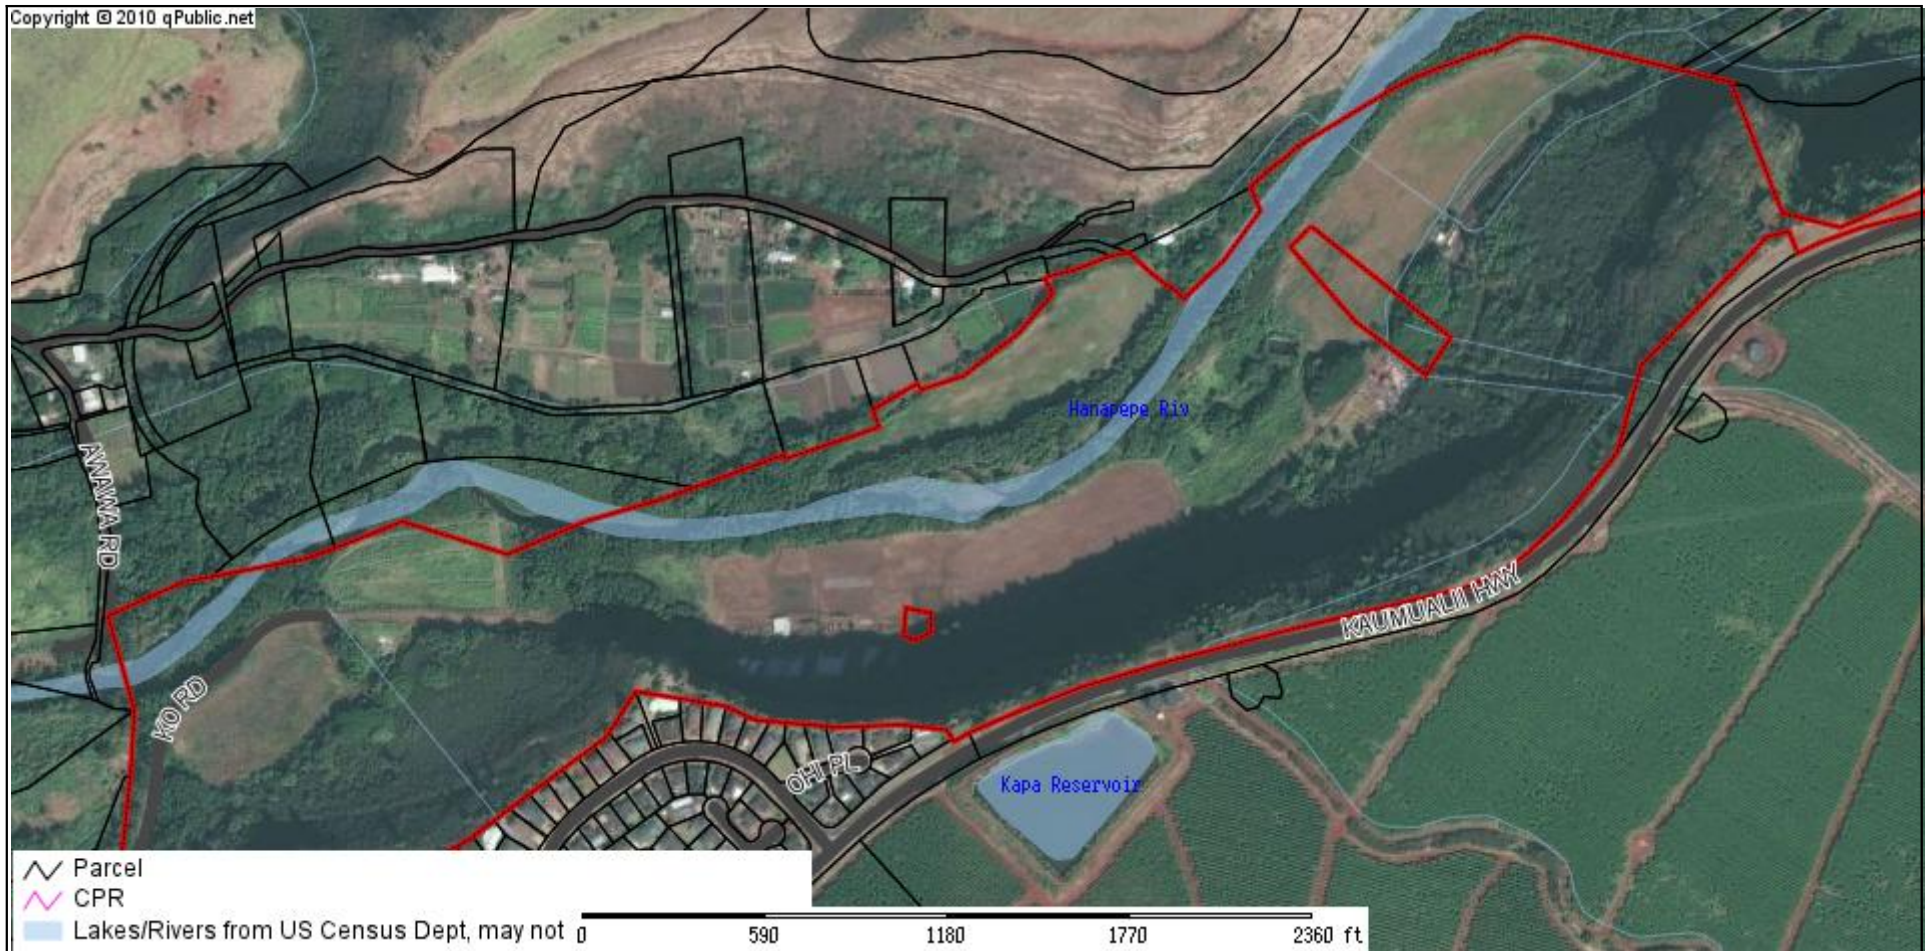 Copyright © 2010 qPublic.net
Hanapepe Riv
AWAWA RD
KAUMUALII HWY
KO RD
OHI PL
Kapa Reservoir
Parcel
CPR
Lakes/Rivers from US Census Dept, may not
0 590 1180 1770 2360 ft